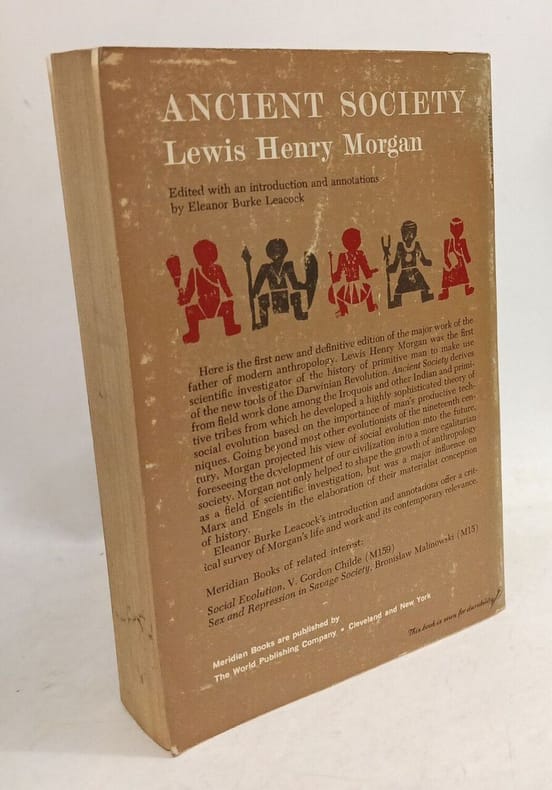 ANCIENT SOCIETY
Lewis Henry Morgan
Edited with an introduction and annotations
by Eleanor Burke Leacock
Here is the first new and definitive edition of the major work of the
father of modern anthropology. Lewis Henry Morgan was the first
scientific investigator of the history of primitive man to make use
of the new tools of the Darwinian Revolution. Ancient Society derives
from field work done among the Iroquois and other Indian and primi-
tive tribes from which he developed a highly sophisticated theory of
social evolution based on the importance of man's productive tech-
niques. Going beyond most other evolutionists of the nineteenth cen-
tury, Morgan projected his view of social evolution into the future,
foreseeing the development of our civilization into a more egalitarian
society. Morgan not only helped to shape the growth of anthropology
as a field of scientific investigation, but was a major influence on
Marx and Engels in the elaboration of their materialist conception
of history.
Eleanor Burke Leacock's introduction and annotations offer a crit-
ical survey of Morgan's life and work and its contemporary relevance.
Meridian Books of related interest:
Social Evolution, V. Gordon Childe (M159)
Sex and Repression in Savage Society, Bronislaw Malinowski (M15)
Meridian Books are published by
The World Publishing Company • Cleveland and New York
This book is sewn for durability